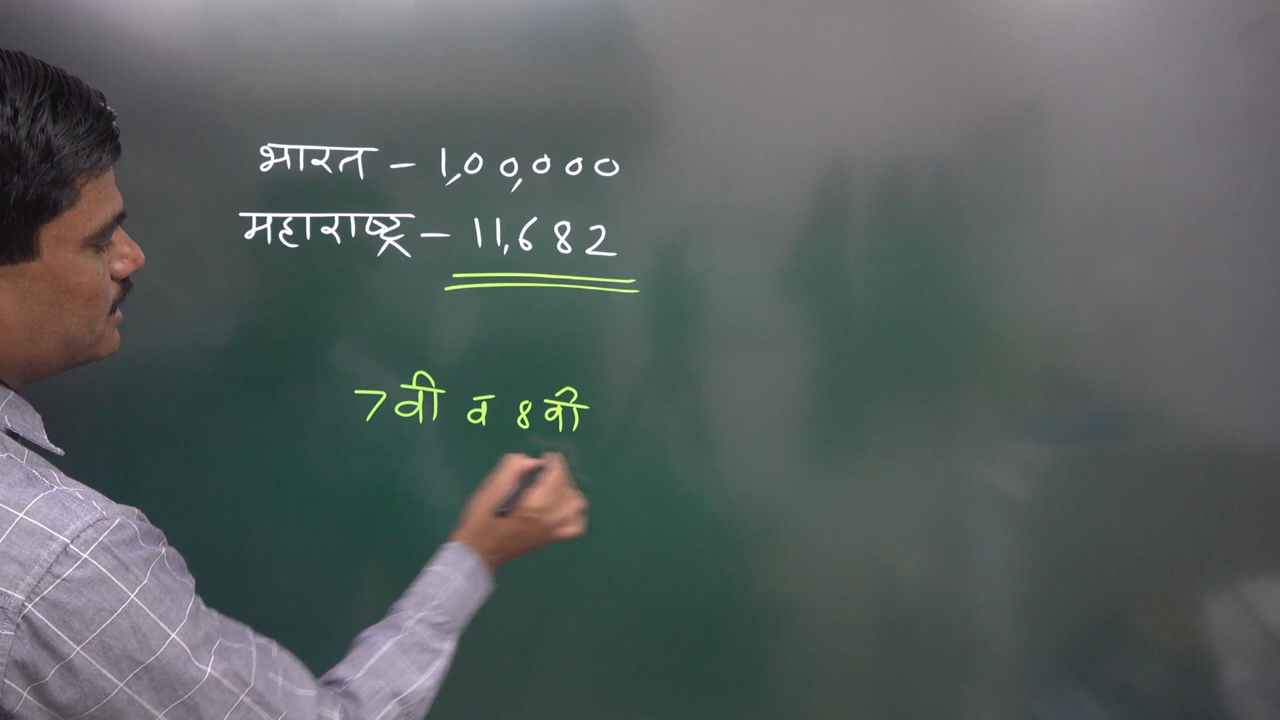 भारत – 1,00,000
महाराष्ट्र – 11,682
7वी व 8वी